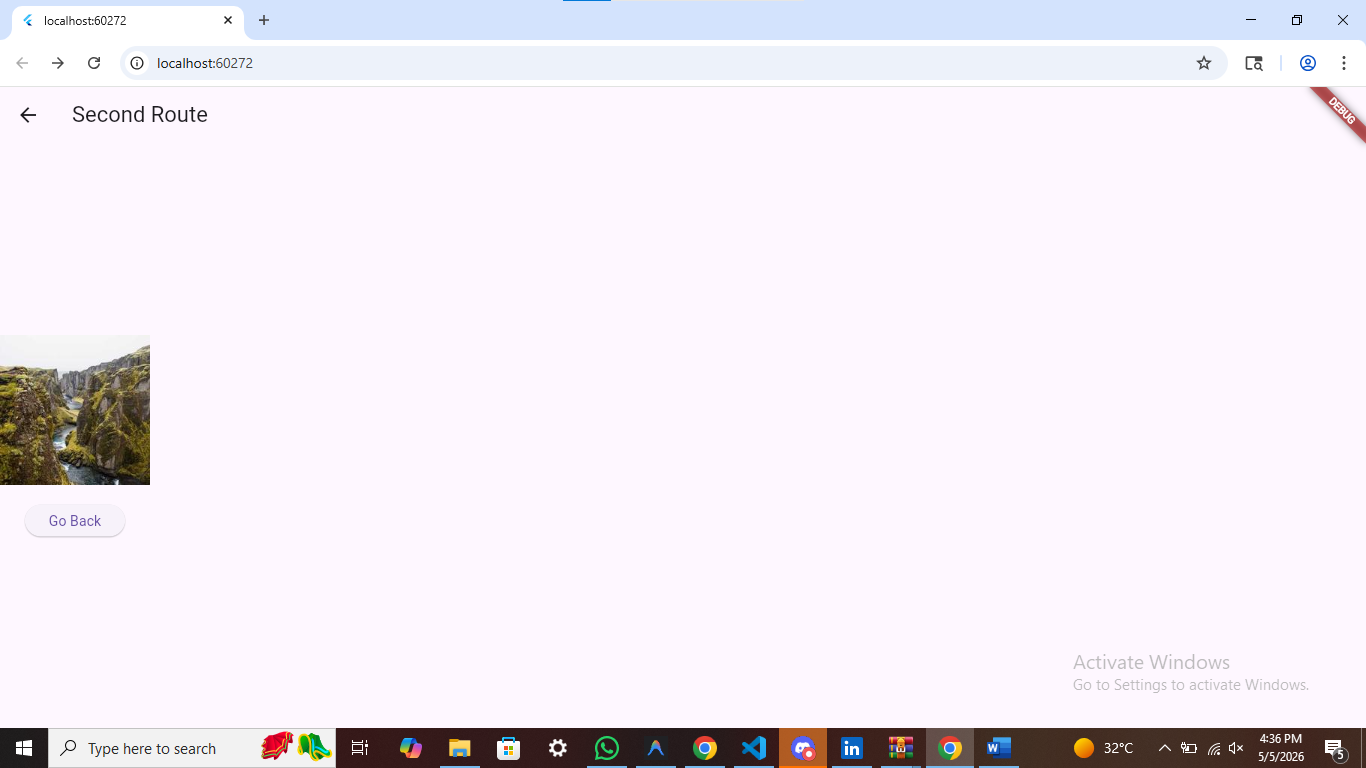 localhost:60272
localhost:60272
Second Route
DEBUG
Go Back
Activate Windows
Go to Settings to activate Windows.
Type here to search
32°C
4:36 PM
5/5/2026
5